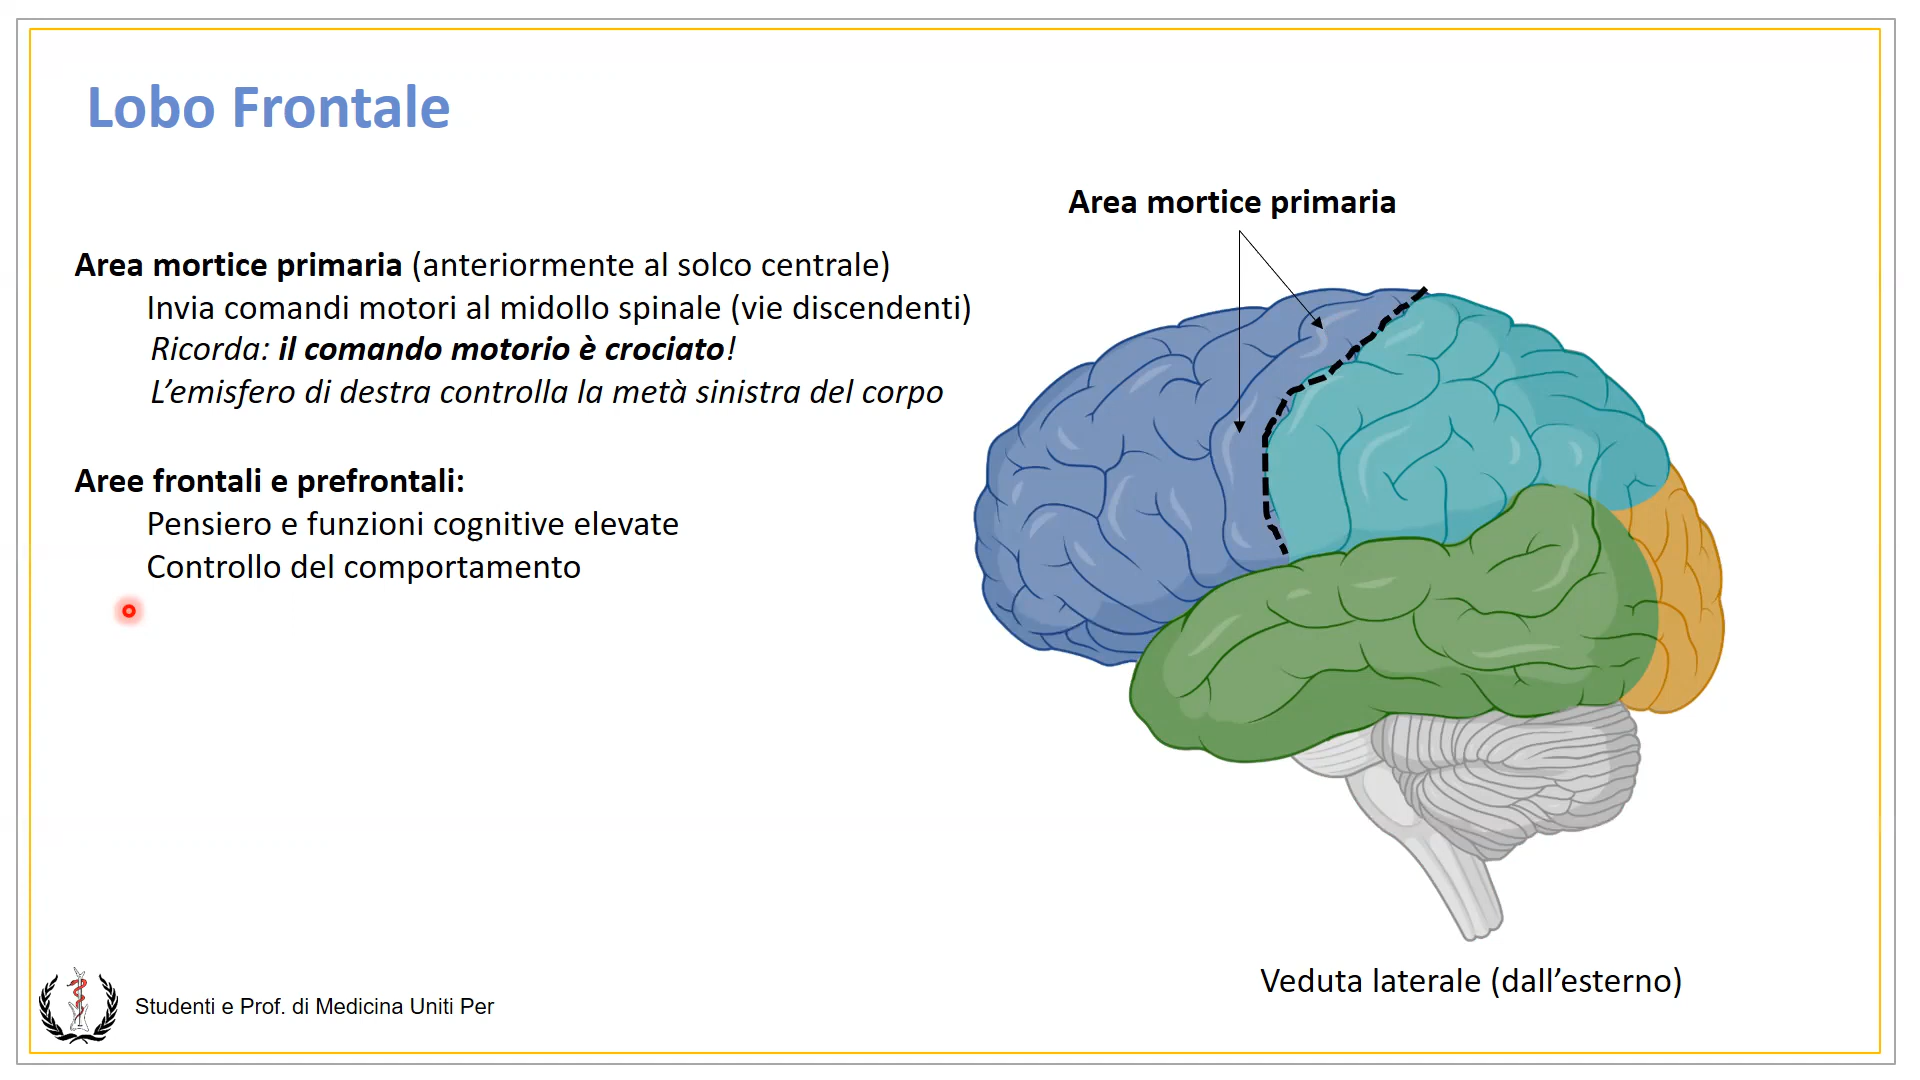 Lobo Frontale
Area mortice primaria
Area mortice primaria (anteriormente al solco centrale)
Invia comandi motori al midollo spinale (vie discendenti)
Ricorda: il comando motorio è crociato!
L’emisfero di destra controlla la metà sinistra del corpo
Aree frontali e prefrontali:
Pensiero e funzioni cognitive elevate
Controllo del comportamento
Veduta laterale (dall’esterno)
Studenti e Prof. di Medicina Uniti Per